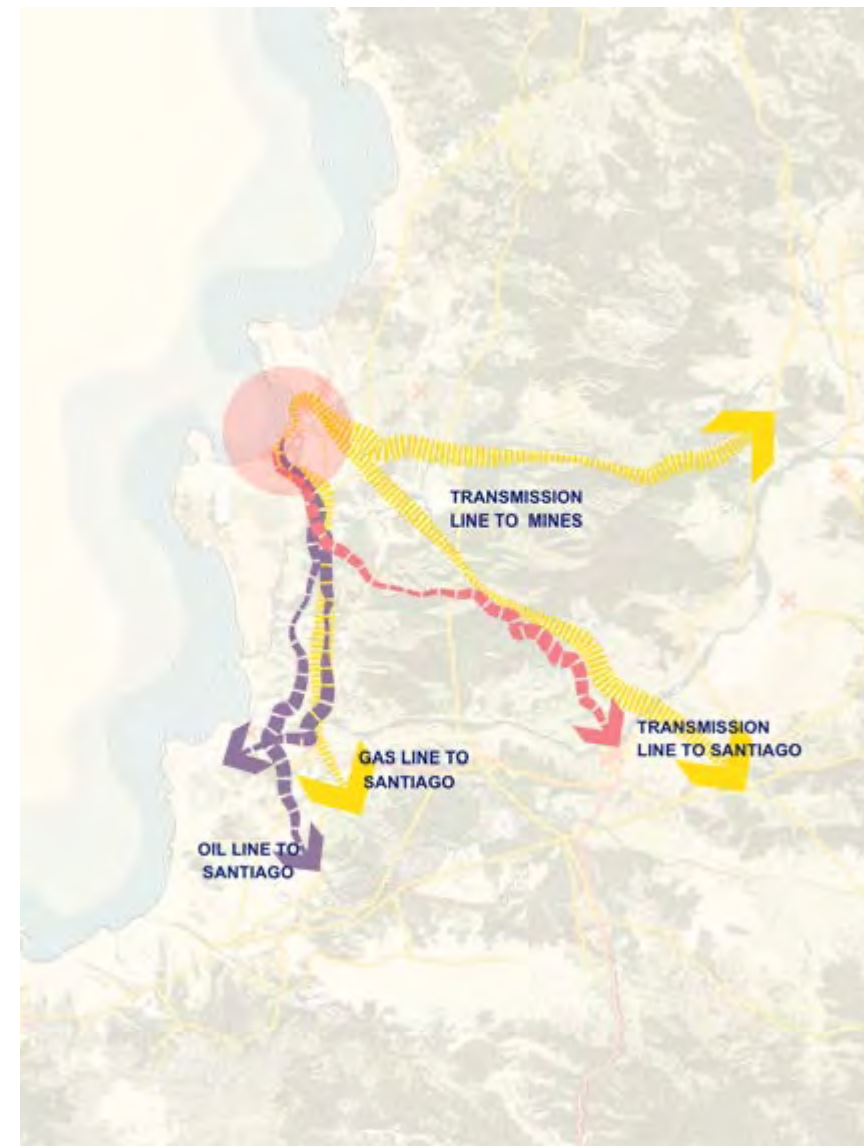 TRANSMISSION
LINE TO MINES
TRANSMISSION
LINE TO SANTIAGO
GAS LINE TO
SANTIAGO
OIL LINE TO
SANTIAGO